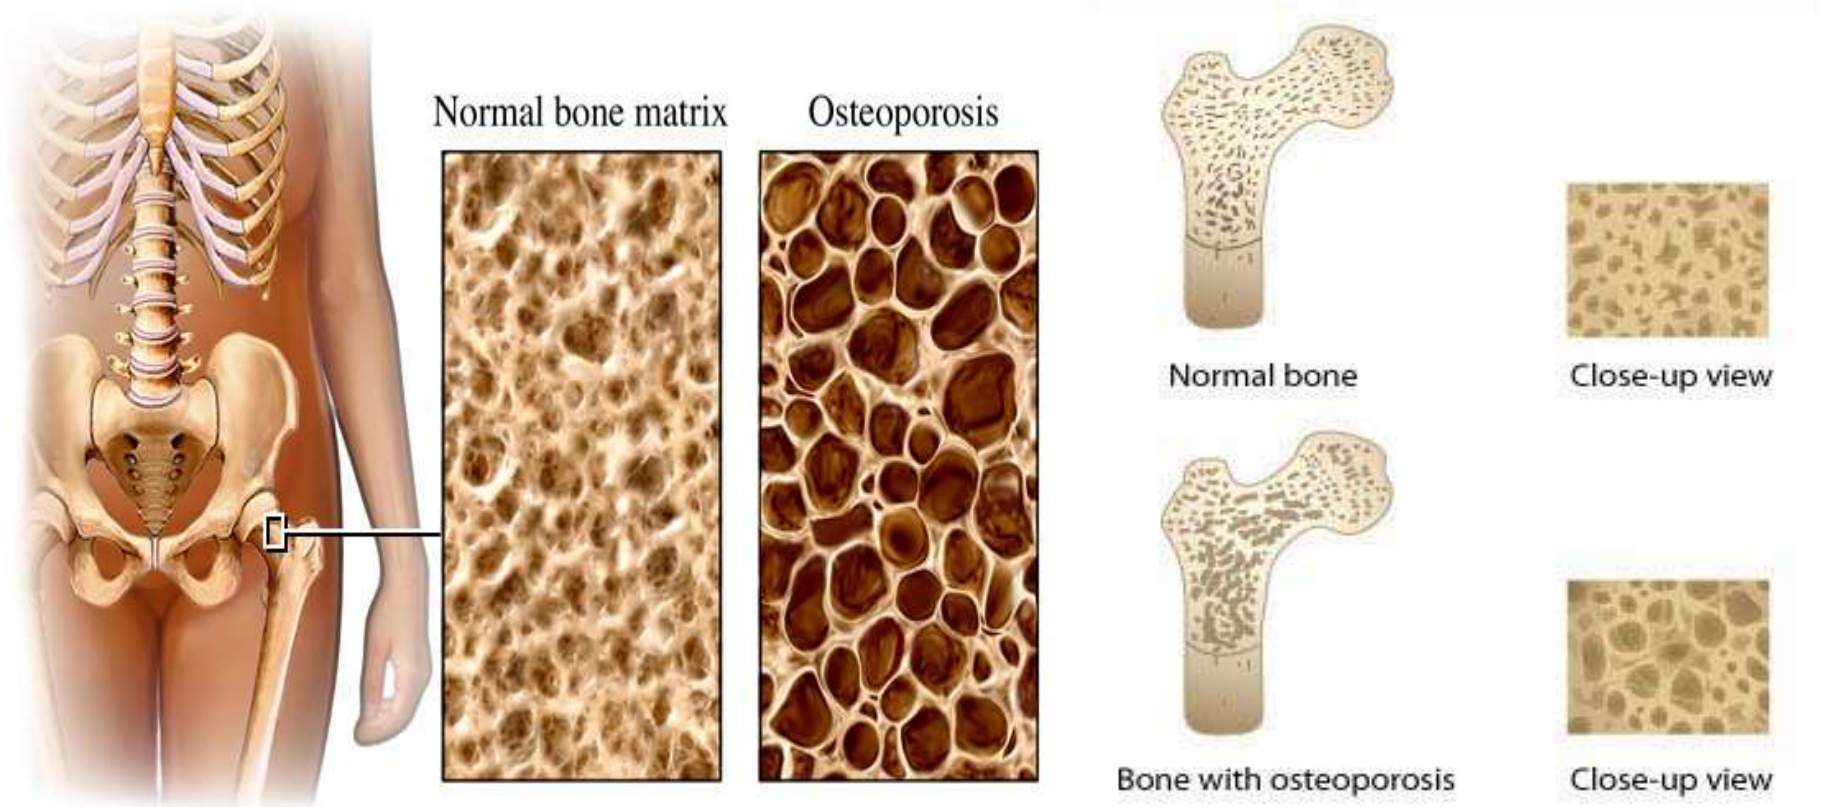 Normal bone matrix
Osteoporosis
Normal bone
Close-up view
Bone with osteoporosis
Close-up view